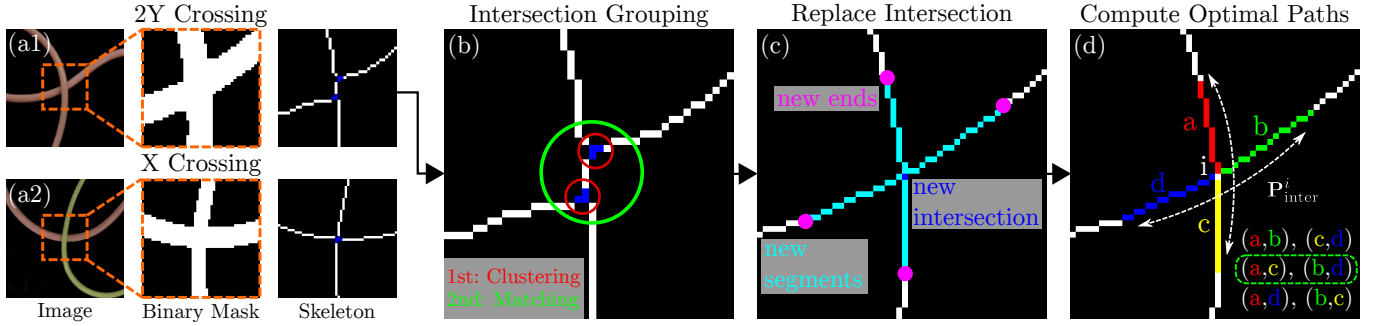 2Y Crossing
(a1)
X Crossing
(a2)
Image
Binary Mask
Skeleton
Intersection Grouping
(b)
1st: Clustering
2nd: Matching
Replace Intersection
(c)
new ends
new
intersection
new
segments
Compute Optimal Paths
(d)
a
b
i
d
c
P^i_inter
(a,b), (c,d)
(a,c), (b,d)
(a,d), (b,c)